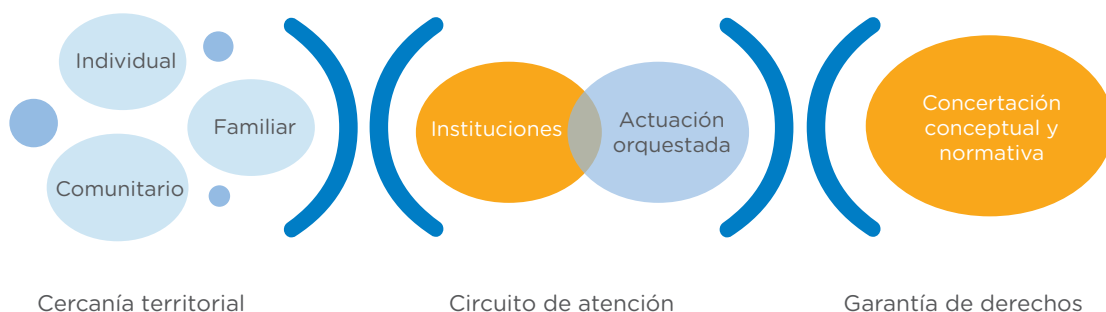 Individual
Familiar
Comunitario
Instituciones
Actuación
orquestada
Concertación
conceptual y
normativa
Cercanía territorial
Circuito de atención
Garantía de derechos